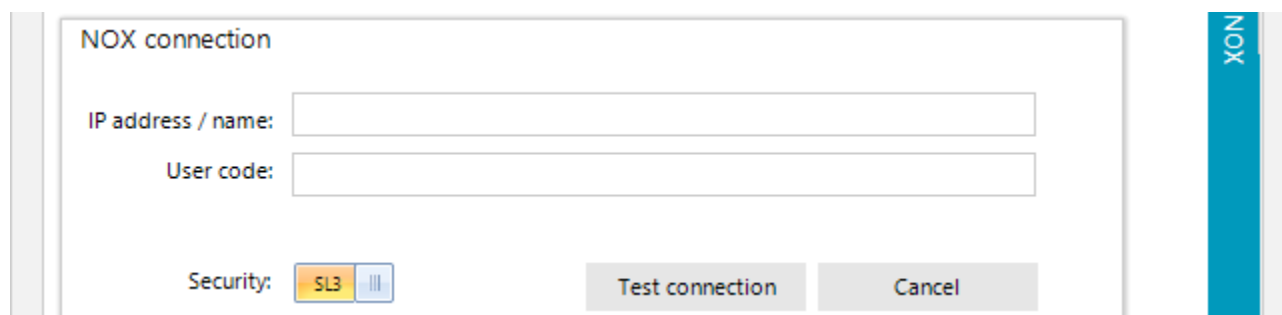 NOX connection
IP address / name:
User code:
Security:
SL3
Test connection
Cancel
NOX